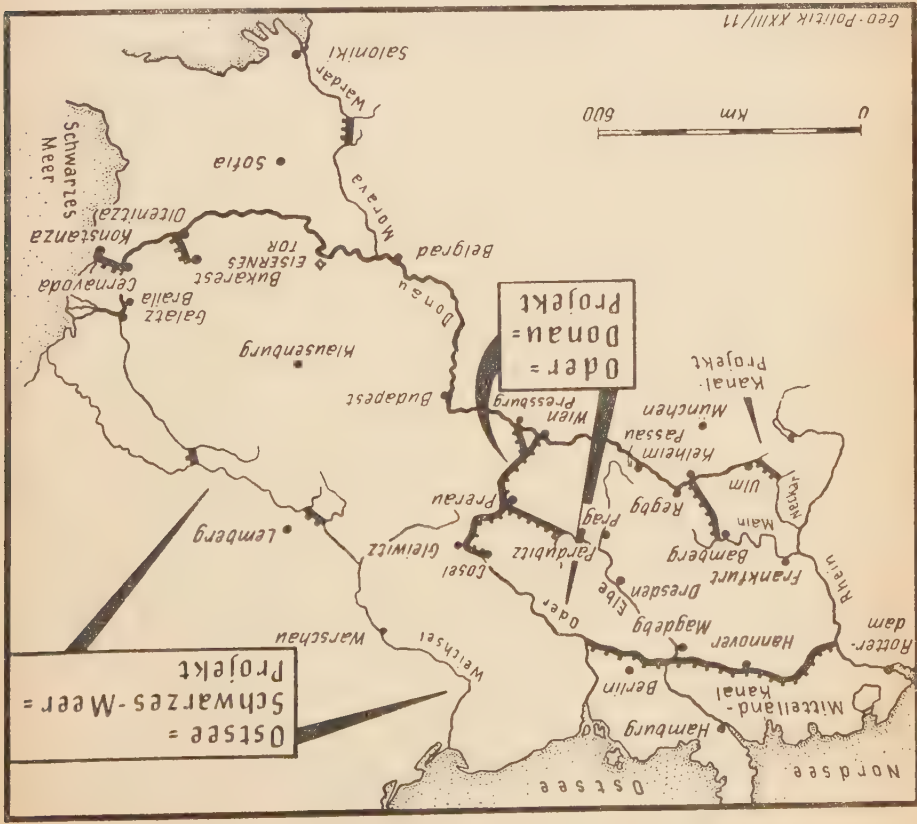 Nordsee
Ostsee
Hamburg
Mittelland-
Kanal
Berlin
Rotter-
dam
Hannover
Magdebg
Ostsee =
Schwarzes-Meer =
Projekt
Weichsel
Warschau
Rhein
Elbe
Oder
Dresden
Frankfurt
Bamberg
Main
Prag
Pardubitz
Cosel
Gleiwitz
Lemberg
Neckar
Ulm
Regbg
Kelheim
Passau
Prerau
München
Wien
Pressburg
Kanal-
Projekt
Oder =
Donau =
Projekt
Budapest
Klausenburg
Donau
Galatz
Braila
Belgrad
EISERNES
TOR
Bukarest
Cernavoda
Konstanza
Oltenitza
Morava
Sofia
Schwarzes
Meer
Wardar
Saloniki
0 Km 500
Geo-Politik XXIII/11